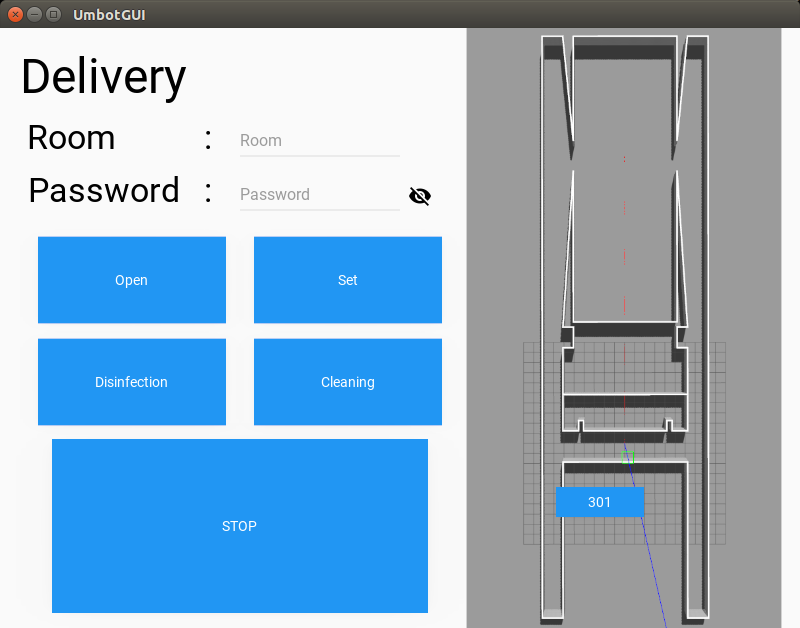 UmbotGUI
Delivery
Room : Room
Password : Password
Open Set
Disinfection Cleaning
STOP
301